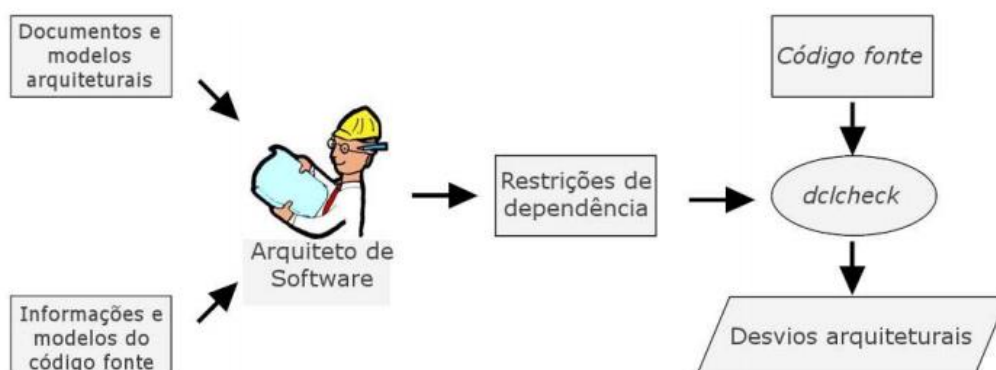 Documentos e
modelos
arquiteturais
Informações e
modelos do
código fonte
Arquiteto de
Software
Restrições de
dependência
Código fonte
dclcheck
Desvios arquiteturais